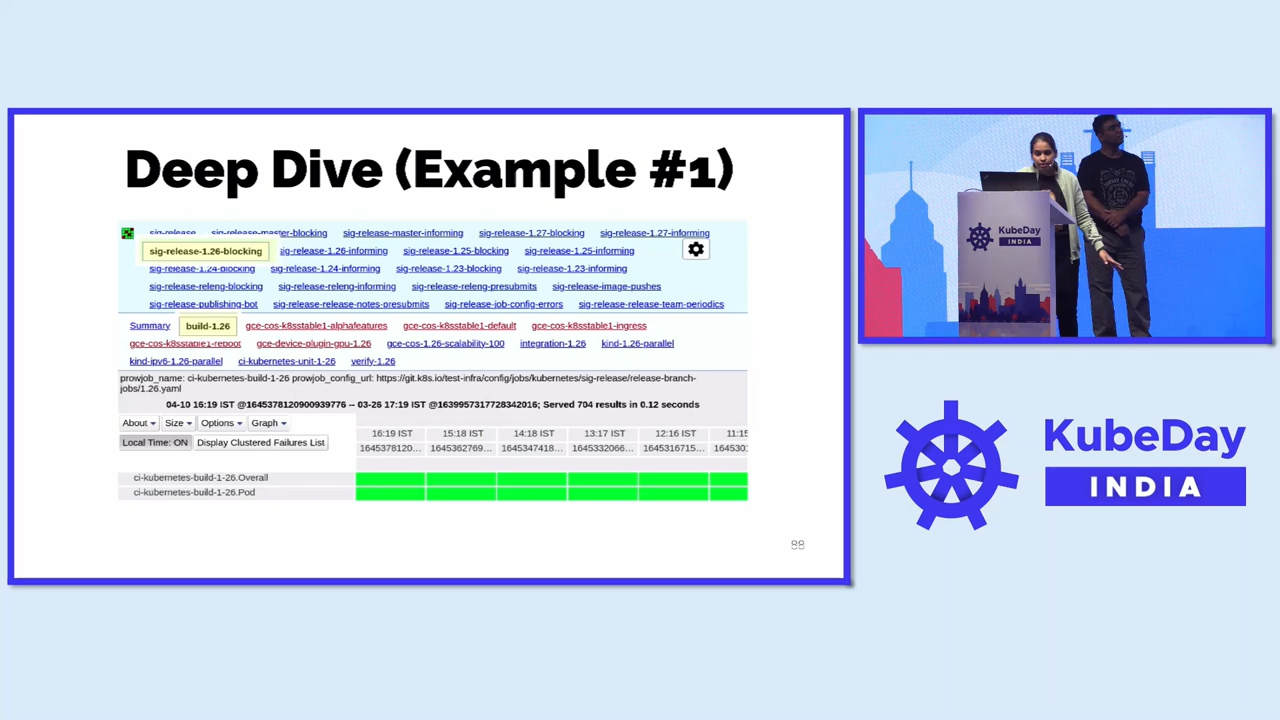 Deep Dive (Example #1)
sig-release sig-release-master-blocking sig-release-master-informing sig-release-1.27-blocking sig-release-1.27-informing
sig-release-1.26-blocking sig-release-1.26-informing sig-release-1.25-blocking sig-release-1.25-informing
sig-release-1.24-blocking sig-release-1.24-informing sig-release-1.23-blocking sig-release-1.23-informing
sig-release-releng-blocking sig-release-releng-informing sig-release-releng-presubmits sig-release-image-pushes
sig-release-publishing-bot sig-release-release-notes-presubmits sig-release-job-config-errors sig-release-release-team-periodics
Summary build-1.26 gce-cos-k8sstable1-alphafeatures gce-cos-k8sstable1-default gce-cos-k8sstable1-ingress
gce-cos-k8sstable1-reboot gce-device-plugin-gpu-1.26 gce-cos-1.26-scalability-100 integration-1.26 kind-1.26-parallel
kind-ipv6-1.26-parallel ci-kubernetes-unit-1-26 verify-1.26
prowjob_name: ci-kubernetes-build-1-26 prowjob_config_url: https://git.k8s.io/test-infra/config/jobs/kubernetes/sig-release/release-branch-
jobs/1.26.yaml
04-10 16:19 IST @1645378120900939776 -- 03-26 17:19 IST @1639957317728342016; Served 704 results in 0.12 seconds
About Size Options Graph
Local Time: ON Display Clustered Failures List
16:19 IST 15:18 IST 14:18 IST 13:17 IST 12:16 IST 11:15
1645378120... 1645362769... 1645347418... 1645332066... 1645316715... 1645301
ci-kubernetes-build-1-26.Overall
ci-kubernetes-build-1-26.Pod
88
KubeDay
INDIA
KubeDay
INDIA